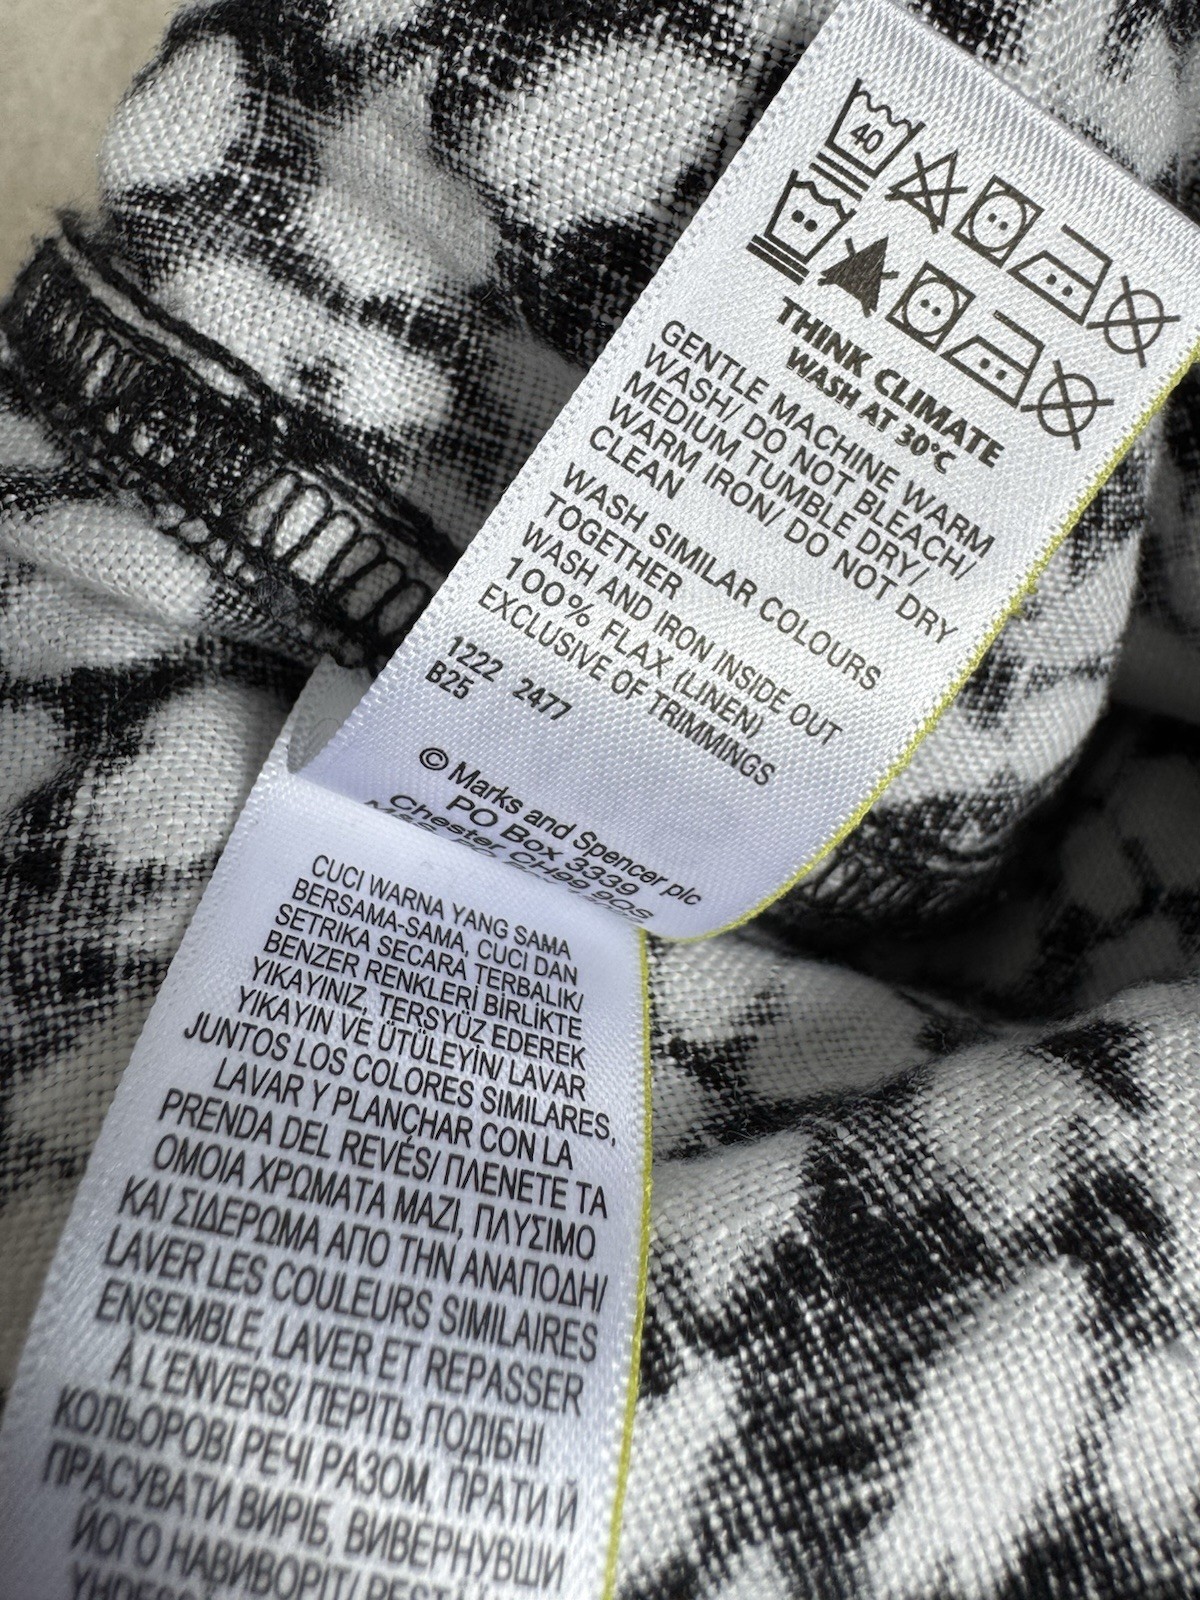 40
THINK CLIMATE
WASH AT 30°C
GENTLE MACHINE WARM
WASH/ DO NOT BLEACH/
MEDIUM TUMBLE DRY/
WARM IRON/ DO NOT DRY
CLEAN
WASH SIMILAR COLOURS
TOGETHER
WASH AND IRON INSIDE OUT
100% FLAX (LINEN)
EXCLUSIVE OF TRIMMINGS
1222 2477
B25
© Marks and Spencer plc
PO Box 3339
Chester CH99 9QS
M&S
CUCI WARNA YANG SAMA
BERSAMA-SAMA, CUCI DAN
SETRIKA SECARA TERBALIK/
BENZER RENKLERİ BİRLİKTE
YIKAYINIZ, TERSYÜZ EDEREK
YIKAYIN VE ÜTÜLEYİN/ LAVAR
JUNTOS LOS COLORES SIMILARES,
LAVAR Y PLANCHAR CON LA
PRENDA DEL REVÉS/ ΠΛΕΝΕΤΕ ΤΑ
ΟΜΟΙΑ ΧΡΩΜΑΤΑ ΜΑΖΙ, ΠΛΥΣΙΜΟ
ΚΑΙ ΣΙΔΕΡΩΜΑ ΑΠΟ ΤΗΝ ΑΝΑΠΟΔΗ/
LAVER LES COULEURS SIMILAIRES
ENSEMBLE, LAVER ET REPASSER
À L'ENVERS/ ПЕРІТЬ ПОДІБНІ
КОЛЬОРОВІ РЕЧІ РАЗОМ, ПРАТИ Й
ПРАСУВАТИ ВИРІБ, ВИВЕРНУВШИ
ЙОГО НАВИВОРІТ/